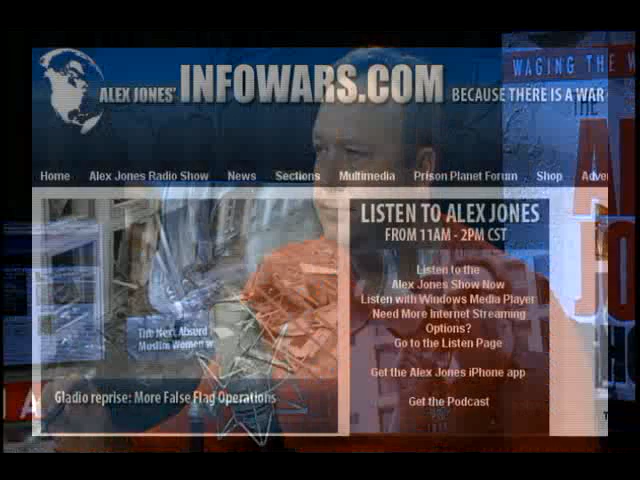 ALEX JONES' INFOWARS.COM BECAUSE THERE IS A WAR
WAGING THE W
THE
Home Alex Jones Radio Show News Sections Multimedia Prison Planet Forum Shop Adver
LISTEN TO ALEX JONES
FROM 11AM - 2PM CST
Listen to the
Alex Jones Show Now
Listen with Windows Media Player
Need More Internet Streaming
Options?
Go to the Listen Page
Get the Alex Jones iPhone app
Get the Podcast
The Next Absurd
Muslim Women w
Gladio reprise: More False Flag Operations